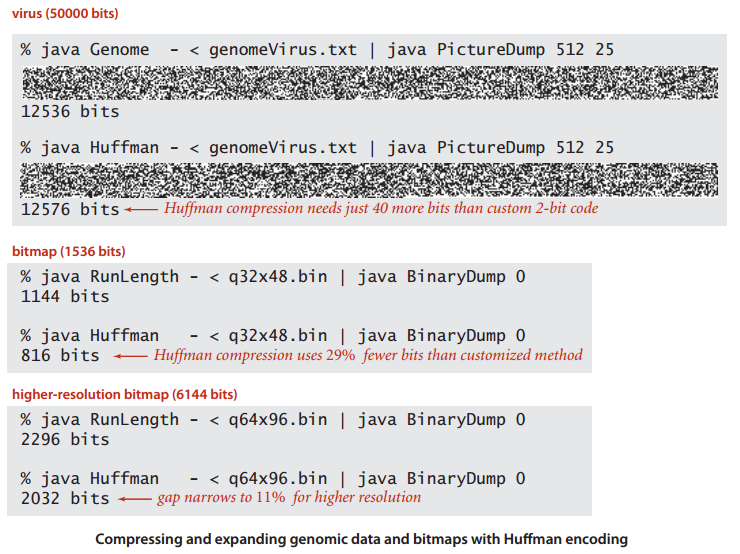 virus (50000 bits)
% java Genome - < genomeVirus.txt | java PictureDump 512 25
12536 bits
% java Huffman - < genomeVirus.txt | java PictureDump 512 25
12576 bits Huffman compression needs just 40 more bits than custom 2-bit code
bitmap (1536 bits)
% java RunLength - < q32x48.bin | java BinaryDump 0
1144 bits
% java Huffman - < q32x48.bin | java BinaryDump 0
816 bits Huffman compression uses 29% fewer bits than customized method
higher-resolution bitmap (6144 bits)
% java RunLength - < q64x96.bin | java BinaryDump 0
2296 bits
% java Huffman - < q64x96.bin | java BinaryDump 0
2032 bits gap narrows to 11% for higher resolution
Compressing and expanding genomic data and bitmaps with Huffman encoding